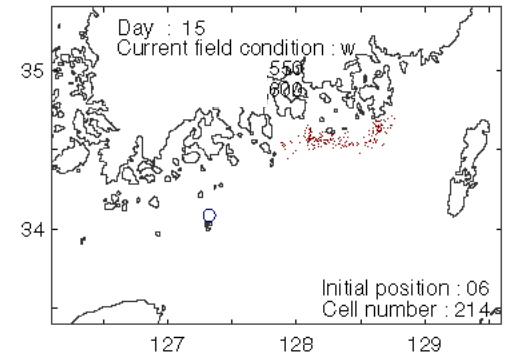 Day : 15
Current field condition : w
550
600
35
34
Initial position : 06
Cell number : 214
127
128
129